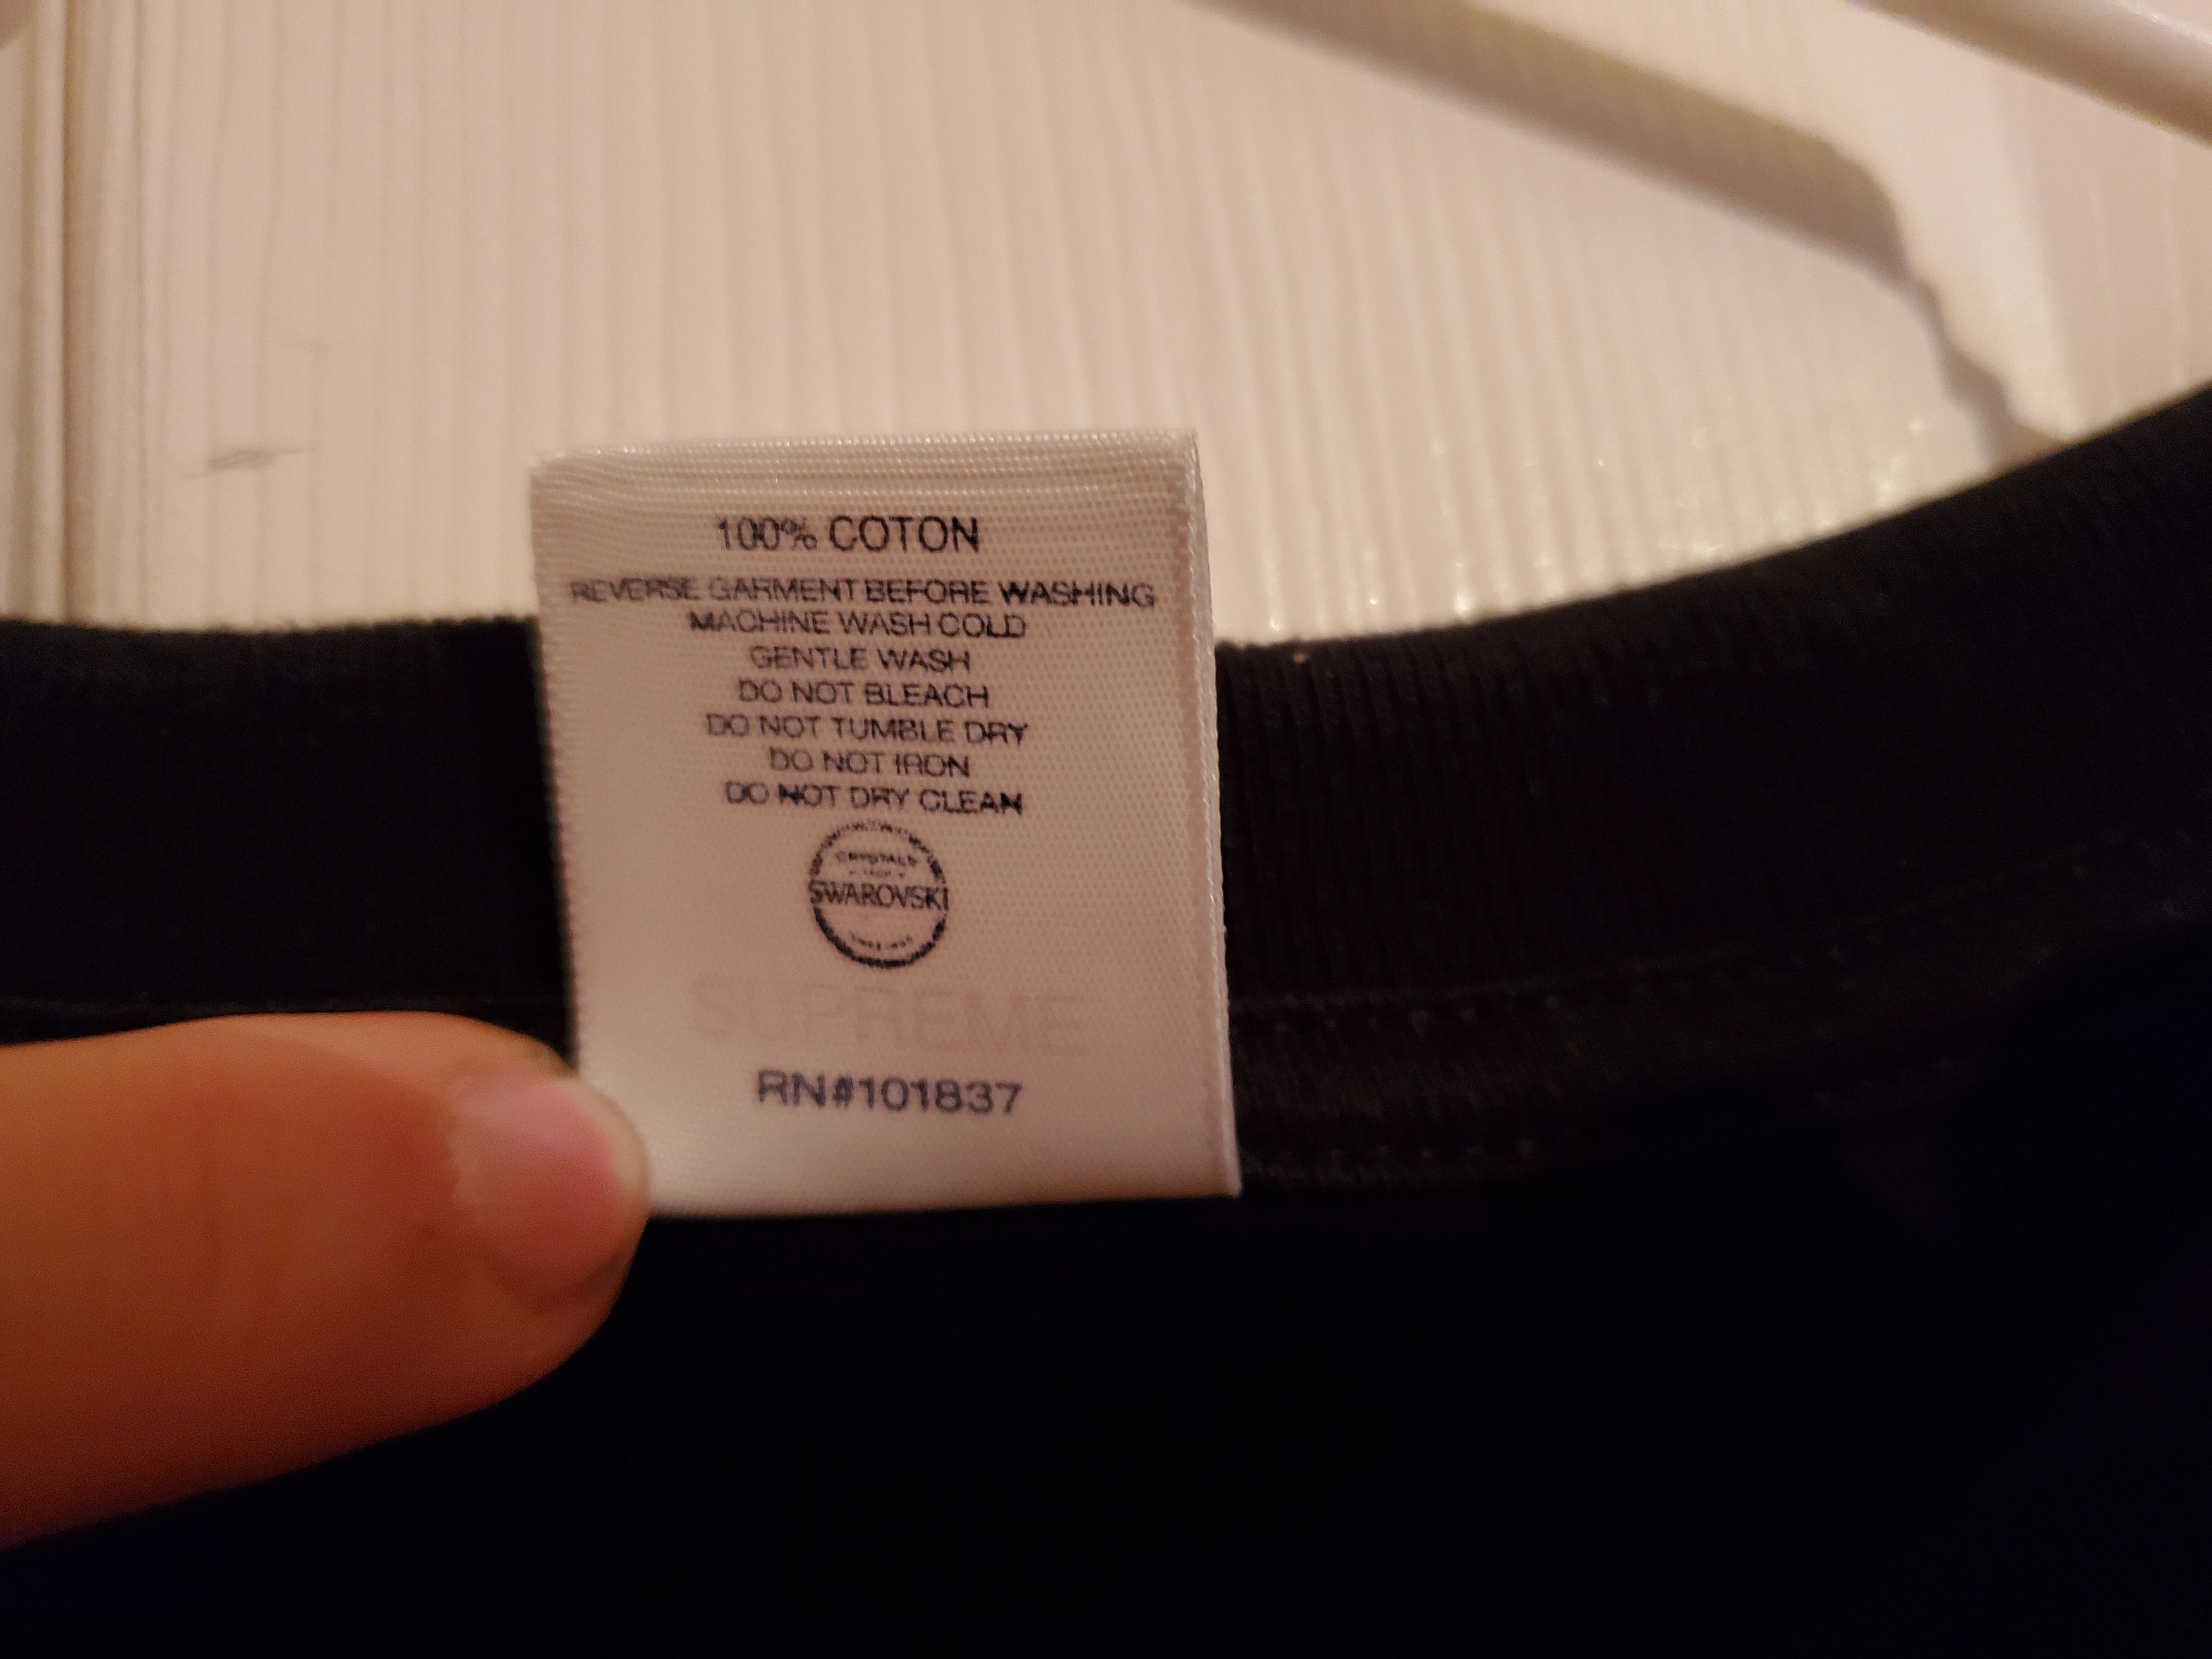 100% COTON
REVERSE GARMENT BEFORE WASHING
MACHINE WASH COLD
GENTLE WASH
DO NOT BLEACH
DO NOT TUMBLE DRY
DO NOT IRON
DO NOT DRY CLEAN
CRYSTALS
SWAROVSKI
SUPREME
RN#101837